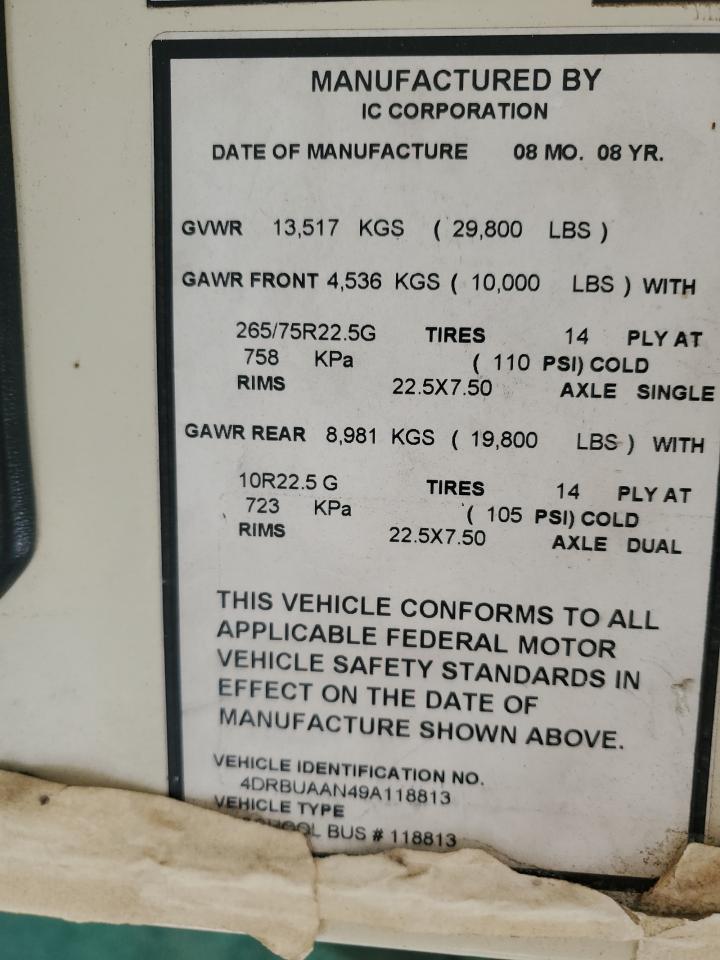 MANUFACTURED BY
IC CORPORATION
DATE OF MANUFACTURE 08 MO. 08 YR.
GVWR 13,517 KGS ( 29,800 LBS )
GAWR FRONT 4,536 KGS ( 10,000 LBS ) WITH
265/75R22.5G TIRES 14 PLY AT
758 KPa ( 110 PSI) COLD
RIMS 22.5X7.50 AXLE SINGLE
GAWR REAR 8,981 KGS ( 19,800 LBS ) WITH
10R22.5 G TIRES 14 PLY AT
723 KPa ( 105 PSI) COLD
RIMS 22.5X7.50 AXLE DUAL
THIS VEHICLE CONFORMS TO ALL
APPLICABLE FEDERAL MOTOR
VEHICLE SAFETY STANDARDS IN
EFFECT ON THE DATE OF
MANUFACTURE SHOWN ABOVE.
VEHICLE IDENTIFICATION NO.
4DRBUAAN49A118813
VEHICLE TYPE
SCHOOL BUS # 118813